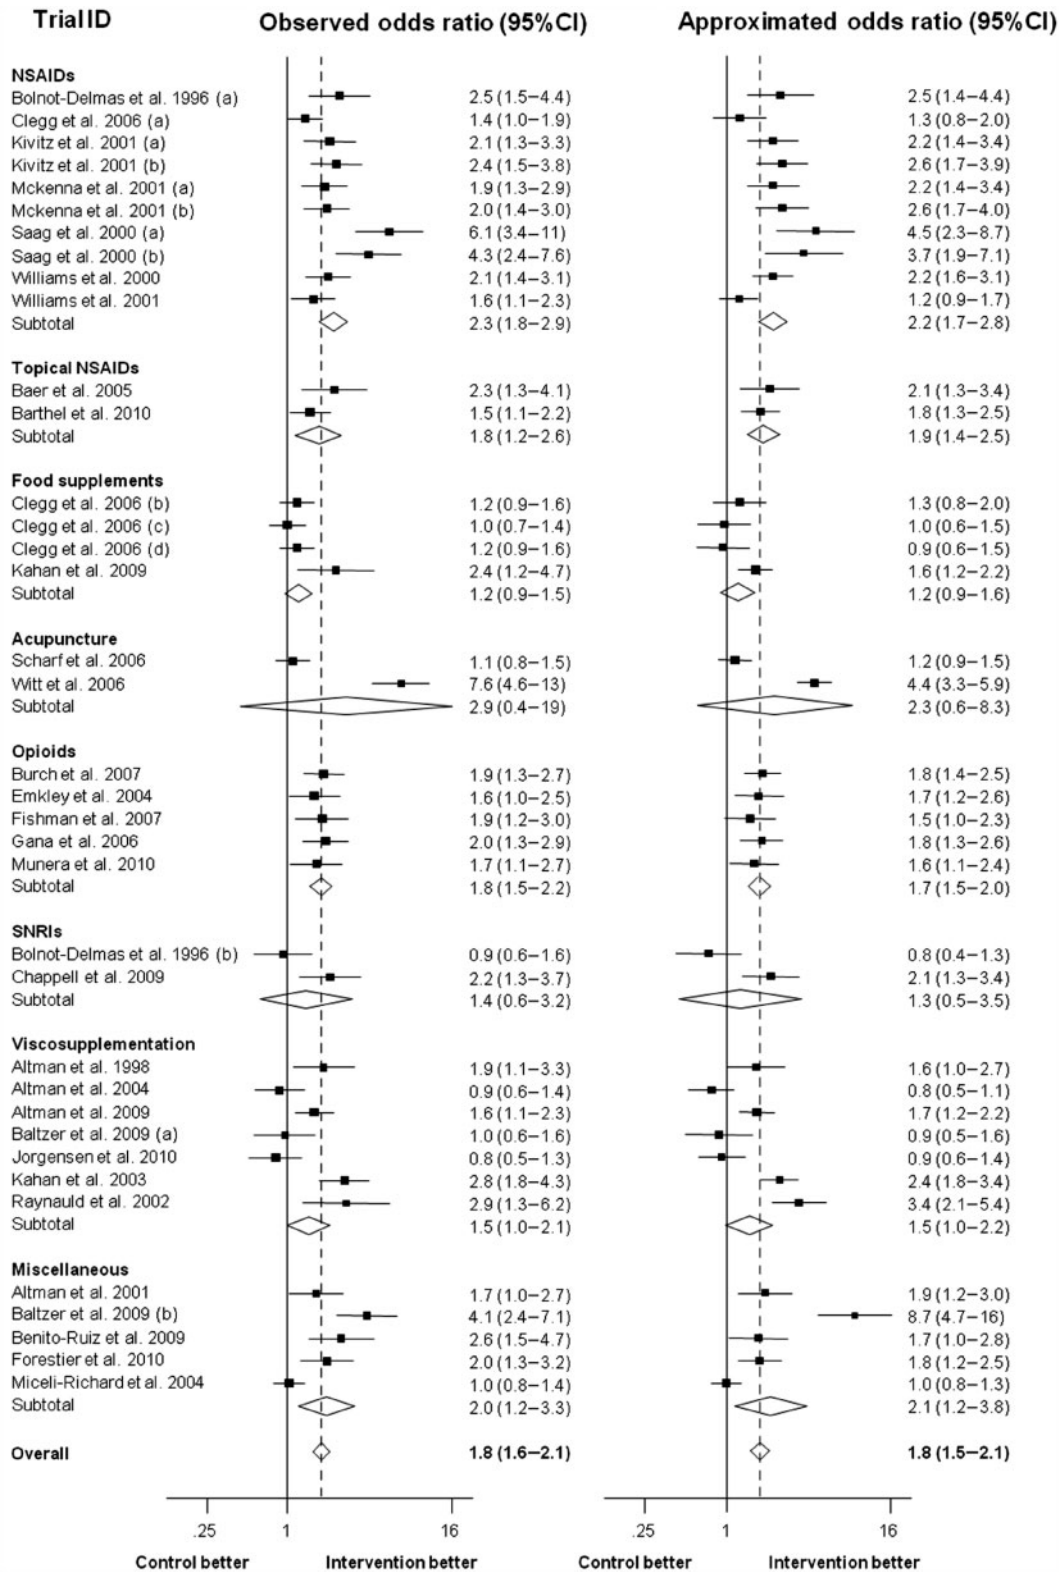 Trial ID Observed odds ratio (95%CI) Approximated odds ratio (95%CI)
NSAIDs
Bolnot-Delmas et al. 1996 (a) 2.5 (1.5–4.4) 2.5 (1.4–4.4)
Clegg et al. 2006 (a) 1.4 (1.0–1.9) 1.3 (0.8–2.0)
Kivitz et al. 2001 (a) 2.1 (1.3–3.3) 2.2 (1.4–3.4)
Kivitz et al. 2001 (b) 2.4 (1.5–3.8) 2.6 (1.7–3.9)
Mckenna et al. 2001 (a) 1.9 (1.3–2.9) 2.2 (1.4–3.4)
Mckenna et al. 2001 (b) 2.0 (1.4–3.0) 2.6 (1.7–4.0)
Saag et al. 2000 (a) 6.1 (3.4–11) 4.5 (2.3–8.7)
Saag et al. 2000 (b) 4.3 (2.4–7.6) 3.7 (1.9–7.1)
Williams et al. 2000 2.1 (1.4–3.1) 2.2 (1.6–3.1)
Williams et al. 2001 1.6 (1.1–2.3) 1.2 (0.9–1.7)
Subtotal 2.3 (1.8–2.9) 2.2 (1.7–2.8)
Topical NSAIDs
Baer et al. 2005 2.3 (1.3–4.1) 2.1 (1.3–3.4)
Barthel et al. 2010 1.5 (1.1–2.2) 1.8 (1.3–2.5)
Subtotal 1.8 (1.2–2.6) 1.9 (1.4–2.5)
Food supplements
Clegg et al. 2006 (b) 1.2 (0.9–1.6) 1.3 (0.8–2.0)
Clegg et al. 2006 (c) 1.0 (0.7–1.4) 1.0 (0.6–1.5)
Clegg et al. 2006 (d) 1.2 (0.9–1.6) 0.9 (0.6–1.5)
Kahan et al. 2009 2.4 (1.2–4.7) 1.6 (1.2–2.2)
Subtotal 1.2 (0.9–1.5) 1.2 (0.9–1.6)
Acupuncture
Scharf et al. 2006 1.1 (0.8–1.5) 1.2 (0.9–1.5)
Witt et al. 2006 7.6 (4.6–13) 4.4 (3.3–5.9)
Subtotal 2.9 (0.4–19) 2.3 (0.6–8.3)
Opioids
Burch et al. 2007 1.9 (1.3–2.7) 1.8 (1.4–2.5)
Emkley et al. 2004 1.6 (1.0–2.5) 1.7 (1.2–2.6)
Fishman et al. 2007 1.9 (1.2–3.0) 1.5 (1.0–2.3)
Gana et al. 2006 2.0 (1.3–2.9) 1.8 (1.3–2.6)
Munera et al. 2010 1.7 (1.1–2.7) 1.6 (1.1–2.4)
Subtotal 1.8 (1.5–2.2) 1.7 (1.5–2.0)
SNRIs
Bolnot-Delmas et al. 1996 (b) 0.9 (0.6–1.6) 0.8 (0.4–1.3)
Chappell et al. 2009 2.2 (1.3–3.7) 2.1 (1.3–3.4)
Subtotal 1.4 (0.6–3.2) 1.3 (0.5–3.5)
Viscosupplementation
Altman et al. 1998 1.9 (1.1–3.3) 1.6 (1.0–2.7)
Altman et al. 2004 0.9 (0.6–1.4) 0.8 (0.5–1.1)
Altman et al. 2009 1.6 (1.1–2.3) 1.7 (1.2–2.2)
Baltzer et al. 2009 (a) 1.0 (0.6–1.6) 0.9 (0.5–1.6)
Jorgensen et al. 2010 0.8 (0.5–1.3) 0.9 (0.6–1.4)
Kahan et al. 2003 2.8 (1.8–4.3) 2.4 (1.8–3.4)
Raynauld et al. 2002 2.9 (1.3–6.2) 3.4 (2.1–5.4)
Subtotal 1.5 (1.0–2.1) 1.5 (1.0–2.2)
Miscellaneous
Altman et al. 2001 1.7 (1.0–2.7) 1.9 (1.2–3.0)
Baltzer et al. 2009 (b) 4.1 (2.4–7.1) 8.7 (4.7–16)
Benito-Ruiz et al. 2009 2.6 (1.5–4.7) 1.7 (1.0–2.8)
Forestier et al. 2010 2.0 (1.3–3.2) 1.8 (1.2–2.5)
Miceli-Richard et al. 2004 1.0 (0.8–1.4) 1.0 (0.8–1.3)
Subtotal 2.0 (1.2–3.3) 2.1 (1.2–3.8)
Overall 1.8 (1.6–2.1) 1.8 (1.5–2.1)
.25 1 16 .25 1 16
Control better Intervention better Control better Intervention better